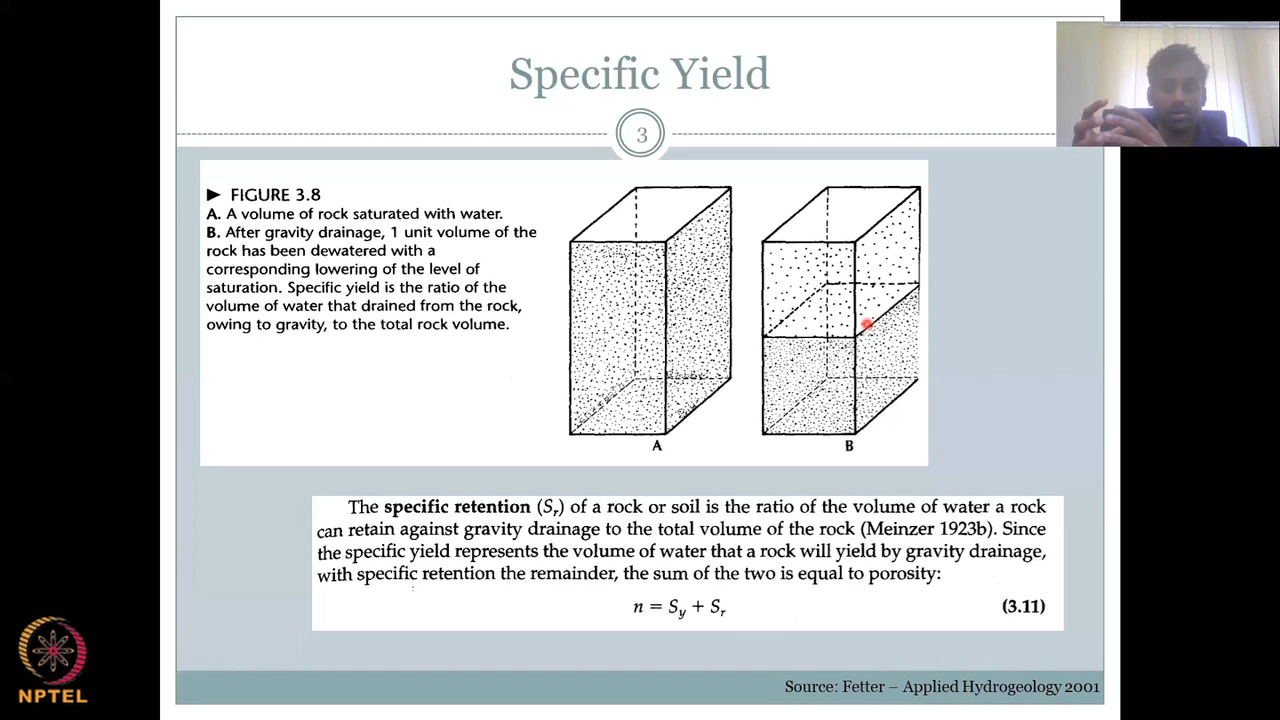 Specific Yield
3
► FIGURE 3.8
A. A volume of rock saturated with water.
B. After gravity drainage, 1 unit volume of the
rock has been dewatered with a
corresponding lowering of the level of
saturation. Specific yield is the ratio of the
volume of water that drained from the rock,
owing to gravity, to the total rock volume.
A
B
The specific retention (Sr) of a rock or soil is the ratio of the volume of water a rock
can retain against gravity drainage to the total volume of the rock (Meinzer 1923b). Since
the specific yield represents the volume of water that a rock will yield by gravity drainage,
with specific retention the remainder, the sum of the two is equal to porosity:
n = Sy + Sr (3.11)
Source: Fetter – Applied Hydrogeology 2001
NPTEL